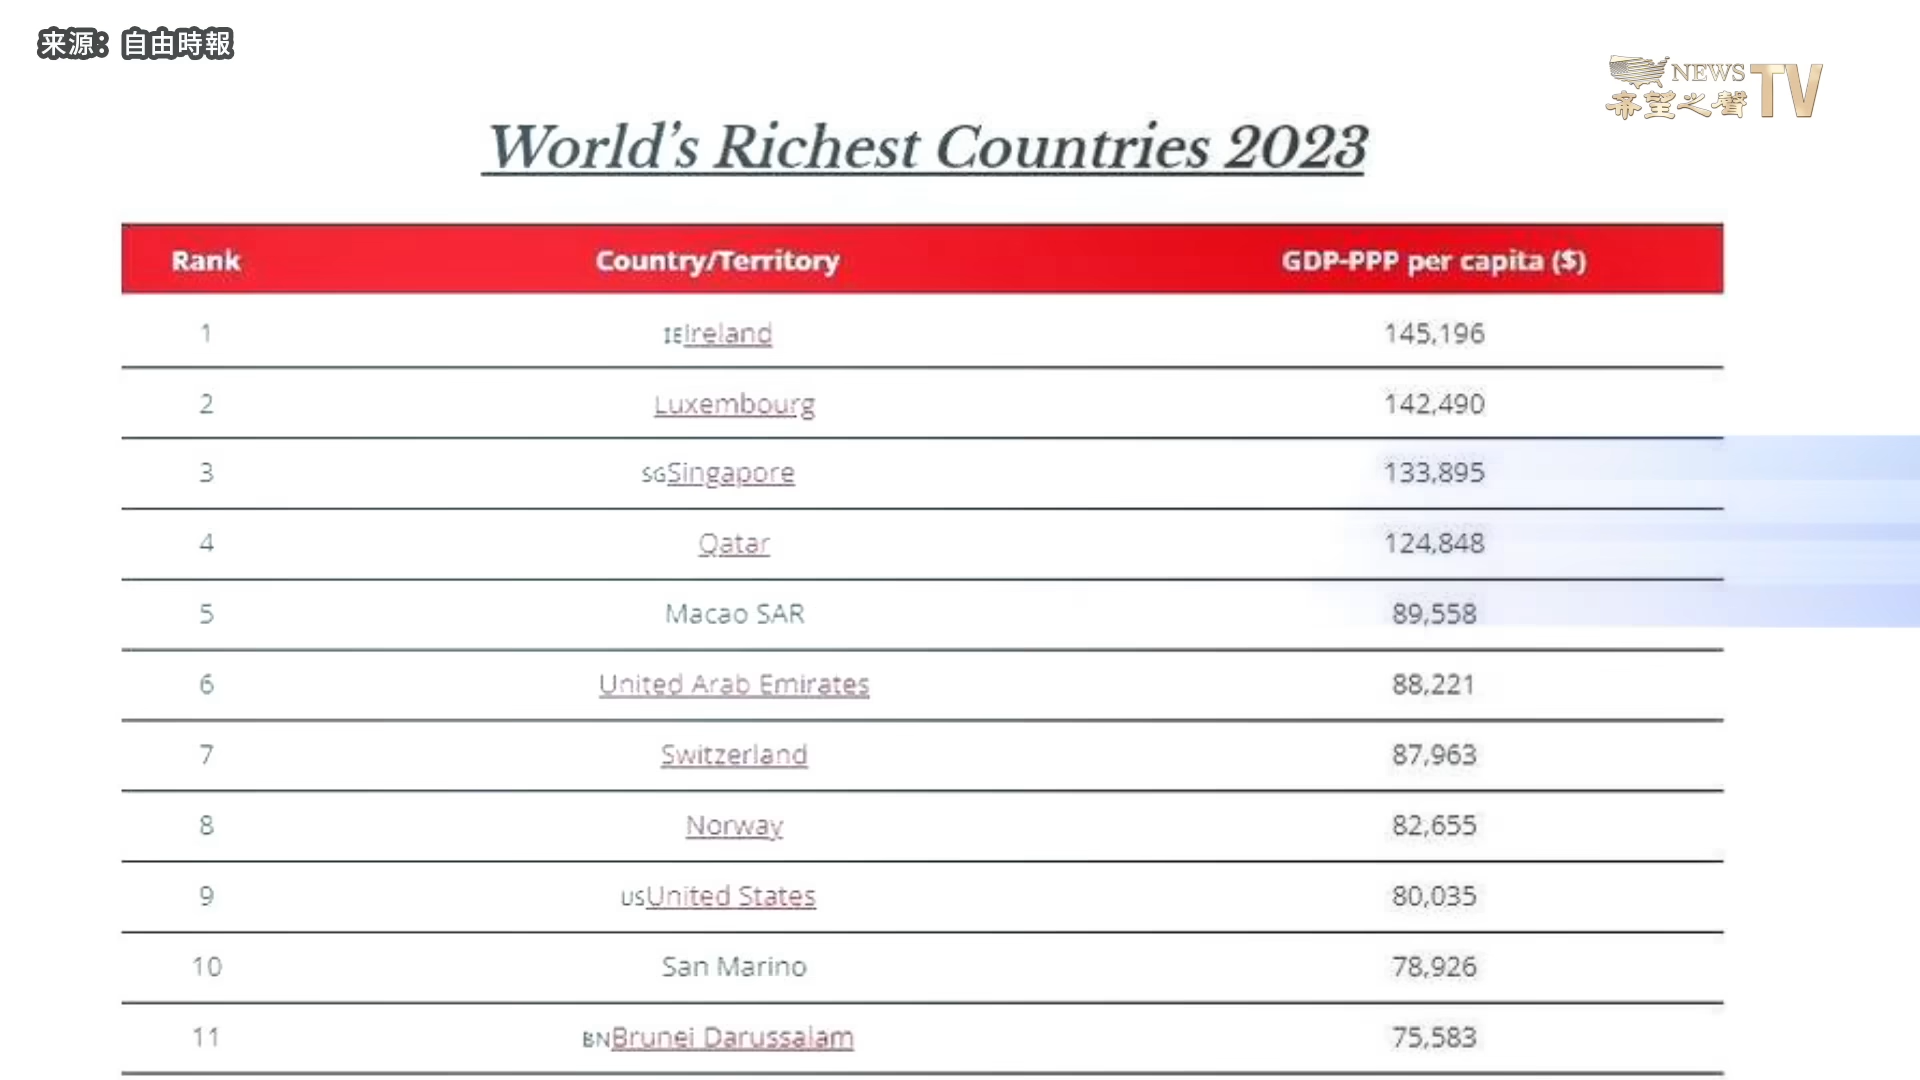 来源：自由時報
NEWS
希望之聲 TV
World's Richest Countries 2023
Rank Country/Territory GDP-PPP per capita ($)
1 IEIreland 145,196
2 Luxembourg 142,490
3 SGSingapore 133,895
4 Qatar 124,848
5 Macao SAR 89,558
6 United Arab Emirates 88,221
7 Switzerland 87,963
8 Norway 82,655
9 USUnited States 80,035
10 San Marino 78,926
11 BNBrunei Darussalam 75,583